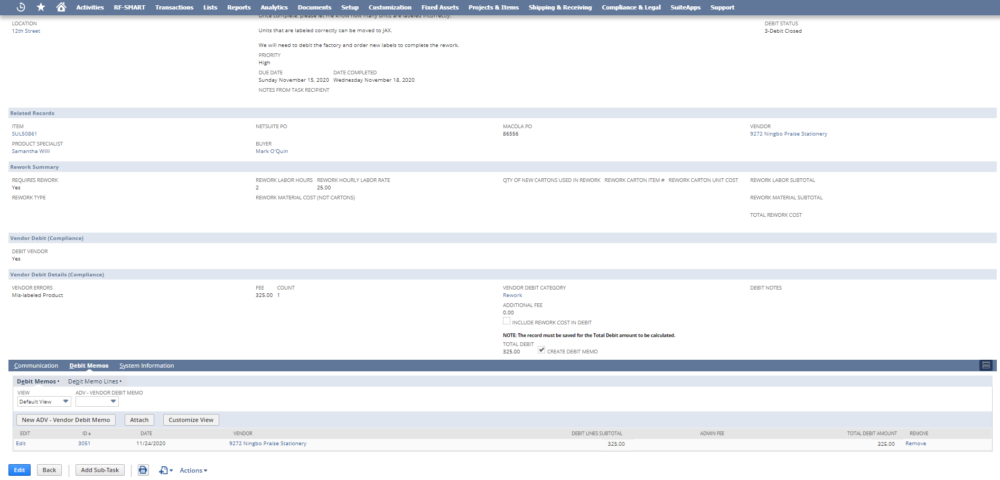 Activities RF-SMART Transactions Lists Reports Analytics Documents Setup Customization Fixed Assets Projects & Items Shipping & Receiving Compliance & Legal SuiteApps Support
Once complete, please let me know how many units are labeled incorrectly.
LOCATION
12th Street
Units that are labeled correctly can be moved to JAX.
We will need to debit the factory and order new labels to complete the rework.
PRIORITY
High
DUE DATE DATE COMPLETED
Sunday November 15, 2020 Wednesday November 18, 2020
NOTES FROM TASK RECIPIENT
DEBIT STATUS
3-Debit Closed
Related Records
ITEM NETSUITE PO MACOLA PO VENDOR
SUL50861 86556 9272 Ningbo Praise Stationery
PRODUCT SPECIALIST BUYER
Samantha Willi Mark O'Quin
Rework Summary
REQUIRES REWORK REWORK LABOR HOURS REWORK HOURLY LABOR RATE QTY OF NEW CARTONS USED IN REWORK REWORK CARTON ITEM # REWORK CARTON UNIT COST REWORK LABOR SUBTOTAL
Yes 2 25.00
REWORK TYPE REWORK MATERIAL COST (NOT CARTONS) REWORK MATERIAL SUBTOTAL
TOTAL REWORK COST
Vendor Debit (Compliance)
DEBIT VENDOR
Yes
Vendor Debit Details (Compliance)
VENDOR ERRORS FEE COUNT VENDOR DEBIT CATEGORY DEBIT NOTES
Mis-labeled Product 325.00 1 Rework
ADDITIONAL FEE
0.00
INCLUDE REWORK COST IN DEBIT
NOTE: The record must be saved for the Total Debit amount to be calculated.
TOTAL DEBIT
325.00 CREATE DEBIT MEMO
Communication Debit Memos System Information
Debit Memos • Debit Memo Lines •
VIEW ADV - VENDOR DEBIT MEMO
Default View
New ADV - Vendor Debit Memo Attach Customize View
EDIT ID DATE VENDOR DEBIT LINES SUBTOTAL ADMIN FEE TOTAL DEBIT AMOUNT REMOVE
Edit 3051 11/24/2020 9272 Ningbo Praise Stationery 325.00 325.00 Remove
Edit Back Add Sub-Task Actions